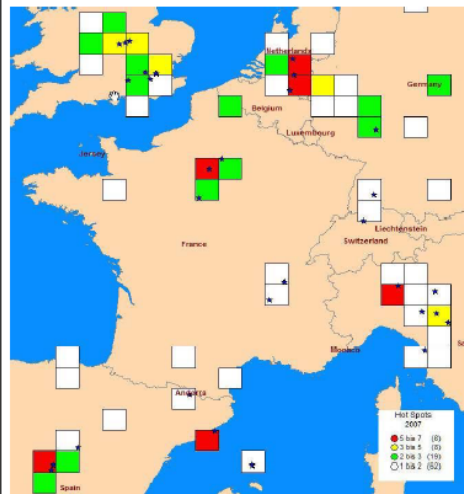 Netherlands
Germany
Belgium
Luxembourg
Jersey
Liechtenstein
Switzerland
France
Monaco
Andorra
Spain
Hot Spots
2007
5 bis 7 (6)
3 bis 5 (8)
2 bis 3 (19)
1 bis 2 (62)